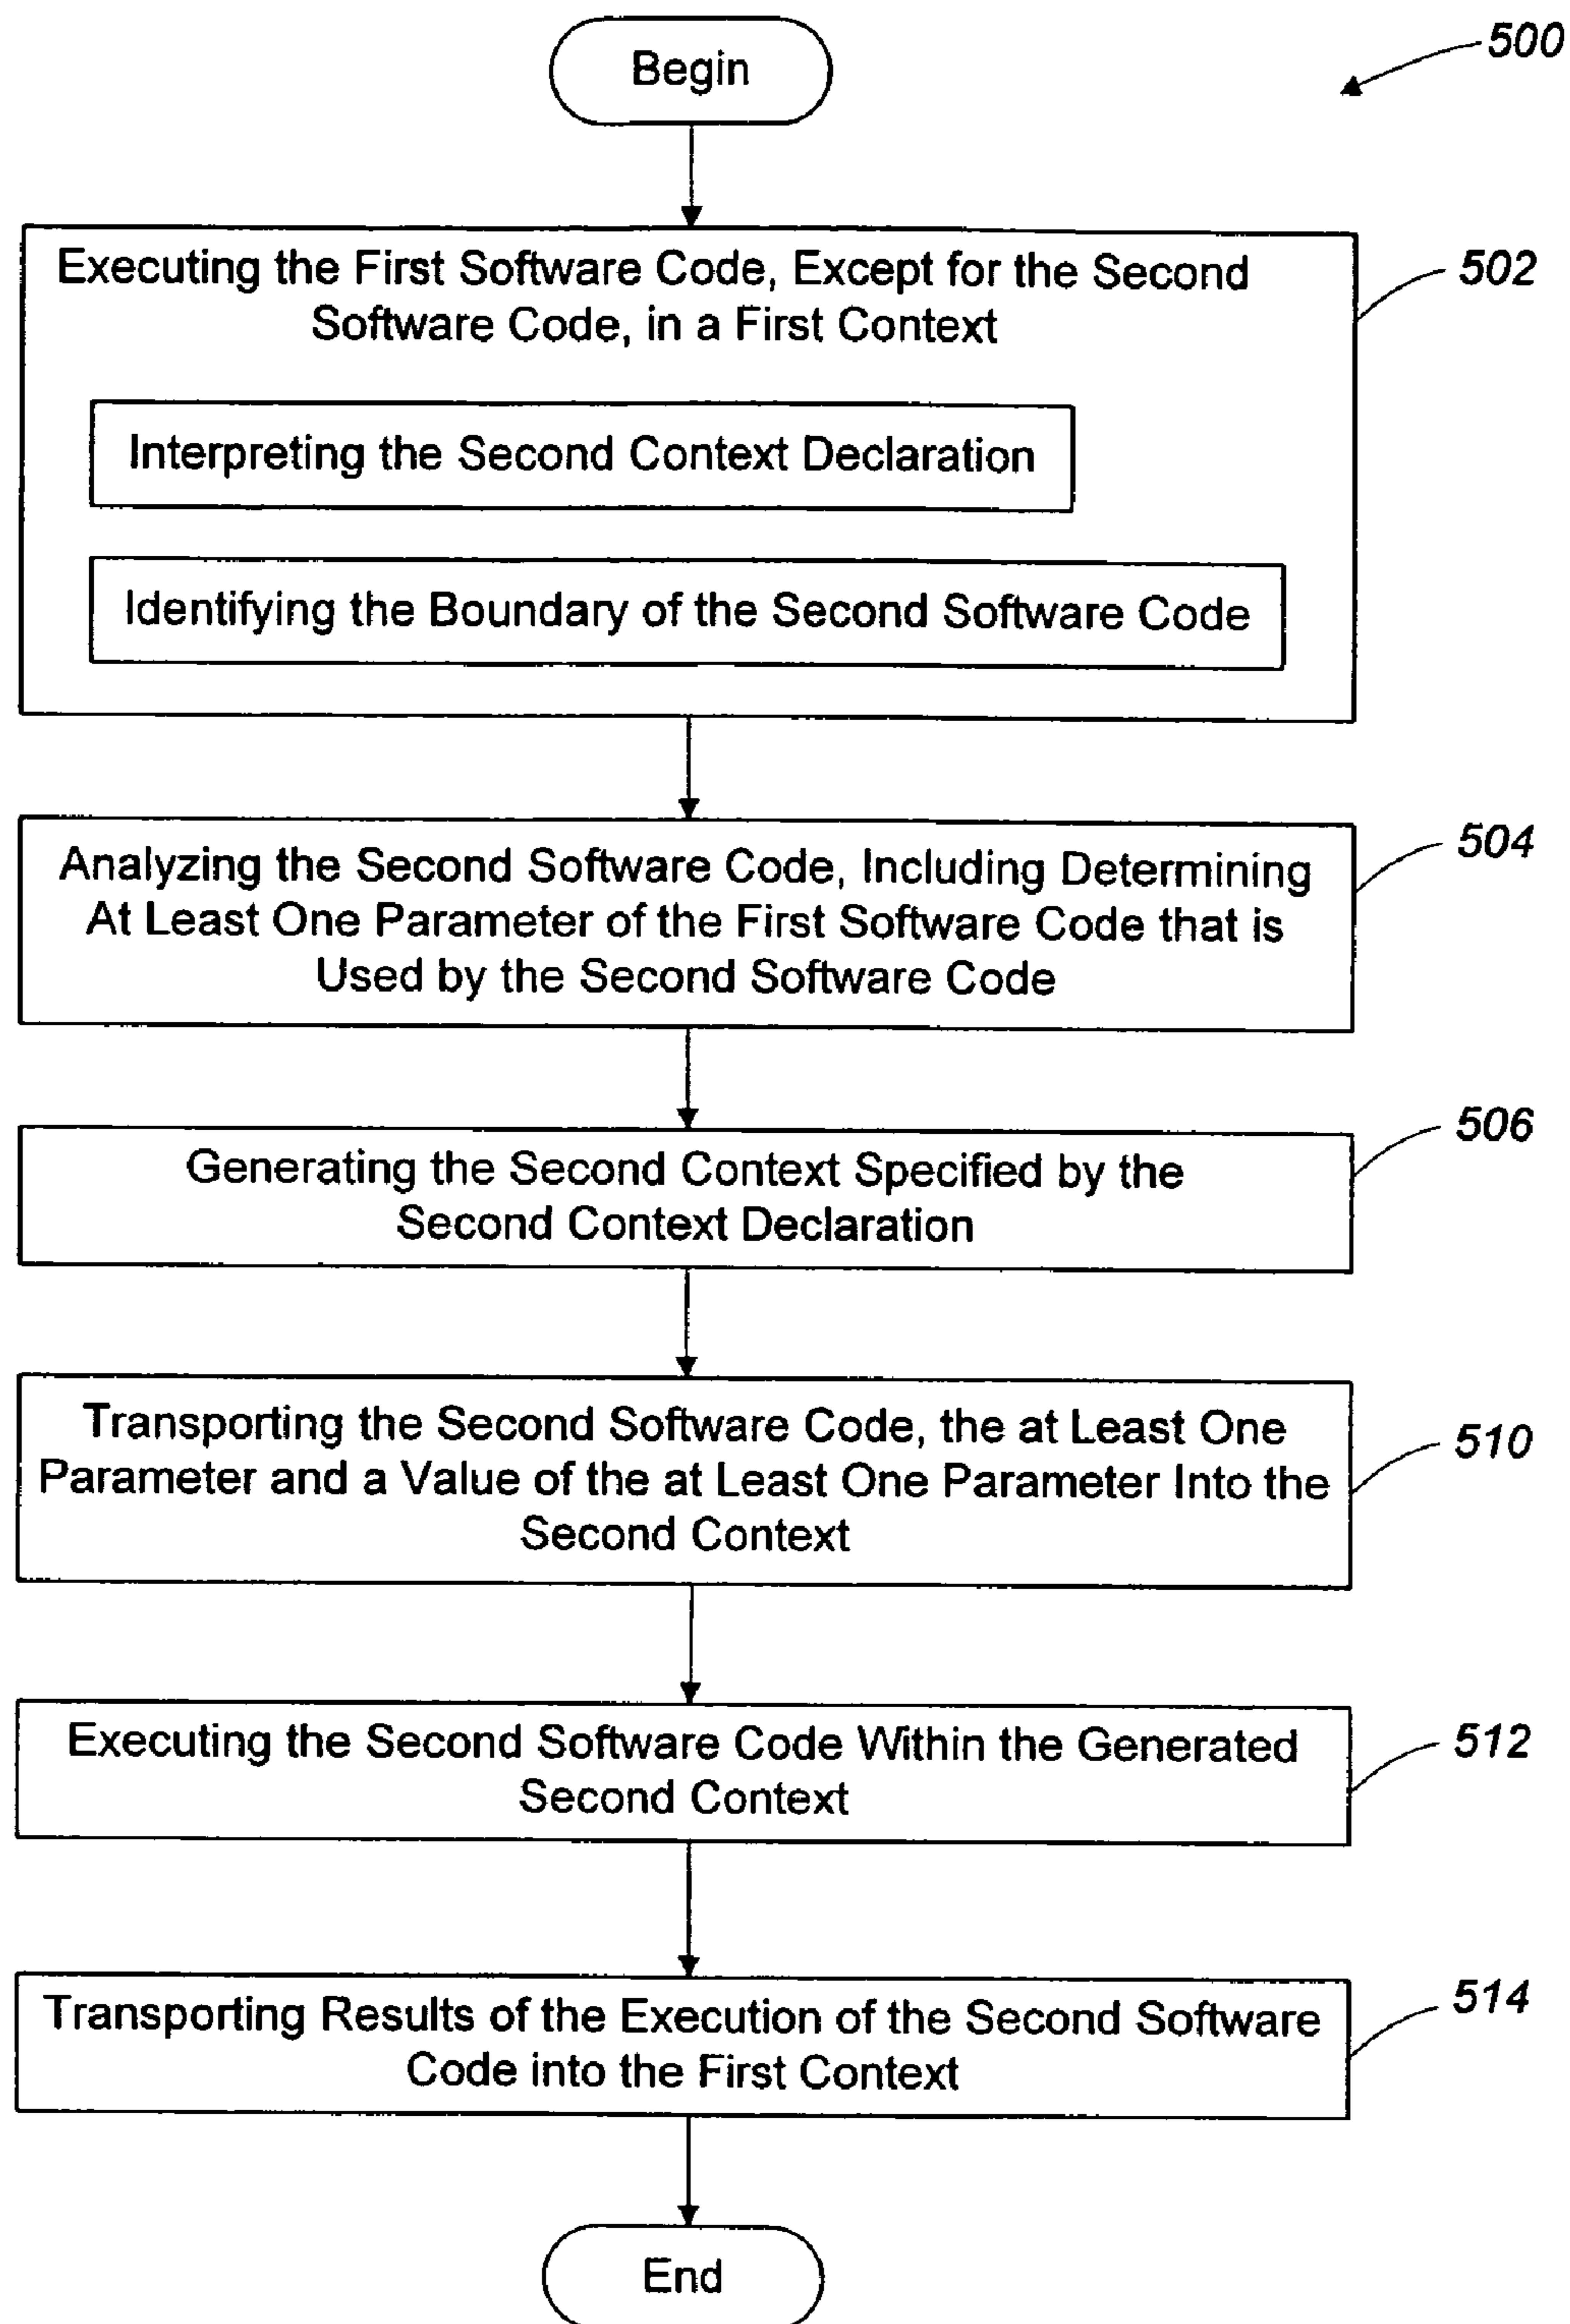 Begin
500
Executing the First Software Code, Except for the Second
Software Code, in a First Context
502
Interpreting the Second Context Declaration
Identifying the Boundary of the Second Software Code
Analyzing the Second Software Code, Including Determining
At Least One Parameter of the First Software Code that is
Used by the Second Software Code
504
Generating the Second Context Specified by the
Second Context Declaration
506
Transporting the Second Software Code, the at Least One
Parameter and a Value of the at Least One Parameter Into the
Second Context
510
Executing the Second Software Code Within the Generated
Second Context
512
Transporting Results of the Execution of the Second Software
Code into the First Context
514
End